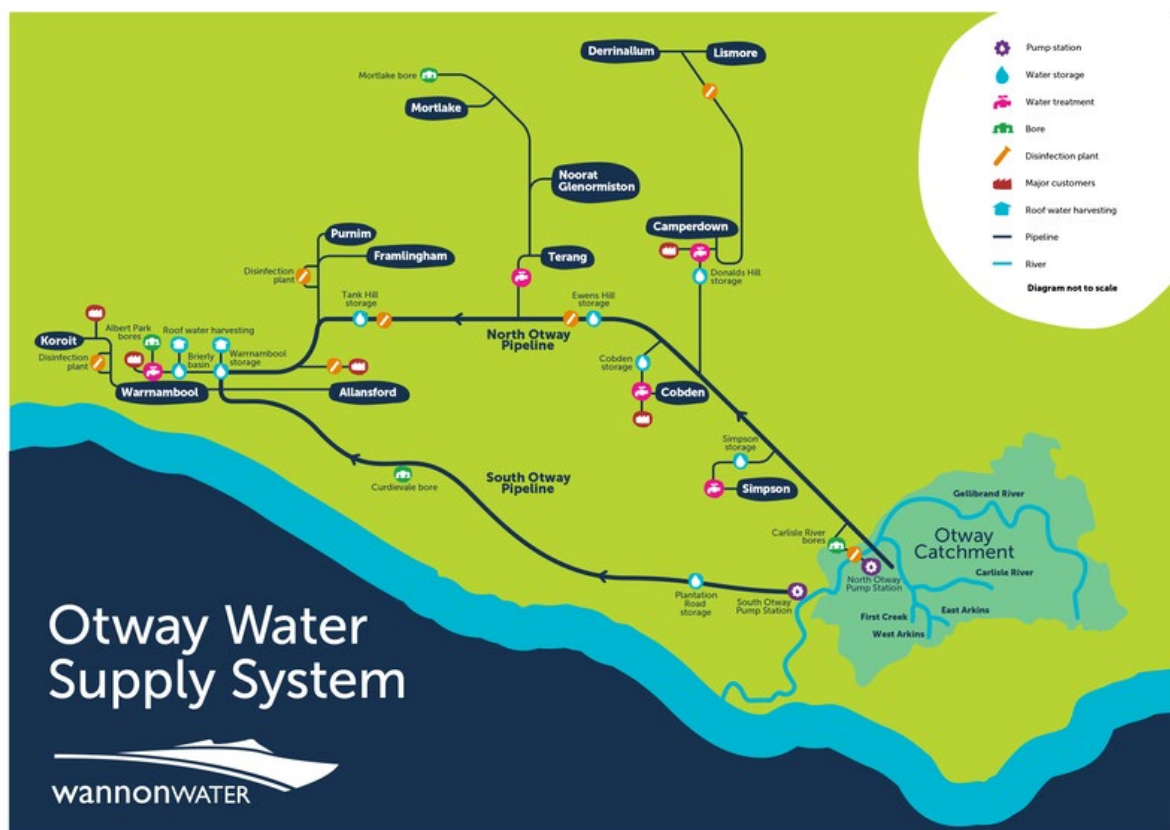 Derrinallum
Lismore
Mortlake bore
Mortlake
Noorat
Glenormiston
Camperdown
Purnim
Framlingham
Terang
Disinfection
plant
Donalds Hill
storage
Tank Hill
storage
Ewens Hill
storage
North Otway
Pipeline
Albert Park
bores
Roof water harvesting
Koroit
Brierly
basin
Warrnambool
storage
Disinfection
plant
Warrnambool
Allansford
Cobden
storage
Cobden
Simpson
storage
Simpson
South Otway
Pipeline
Curdievale bore
Gellibrand River
Otway
Catchment
Carlisle River
bores
Carlisle River
North Otway
Pump Station
Plantation
Road
storage
South Otway
Pump Station
First Creek
East Arkins
West Arkins
Pump station
Water storage
Water treatment
Bore
Disinfection plant
Major customers
Roof water harvesting
Pipeline
River
Diagram not to scale
Otway Water
Supply System
wannonWATER